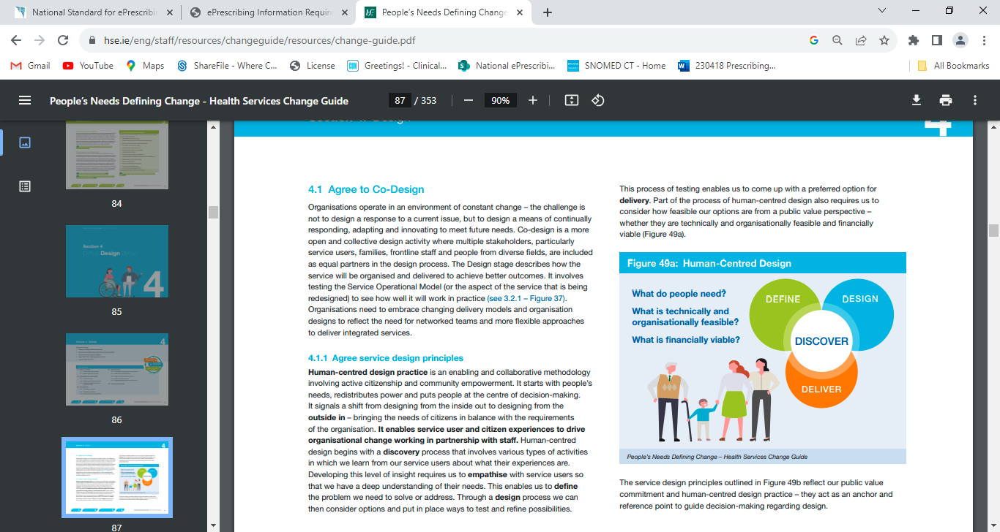 National Standard for ePrescribi
ePrescribing Information Require
People's Needs Defining Change
hse.ie/eng/staff/resources/changeguide/resources/change-guide.pdf
Gmail
YouTube
Maps
ShareFile - Where C...
License
Greetings! - Clinical...
National ePrescribi...
SNOMED CT - Home
230418 Prescribing...
All Bookmarks
People's Needs Defining Change - Health Services Change Guide
87 / 353
90%
84
Section 4
Define Design Deliver
4
85
4
86
87
Section 4: Design
4
4.1 Agree to Co-Design
Organisations operate in an environment of constant change – the challenge is
not to design a response to a current issue, but to design a means of continually
responding, adapting and innovating to meet future needs. Co-design is a more
open and collective design activity where multiple stakeholders, particularly
service users, families, frontline staff and people from diverse fields, are included
as equal partners in the design process. The Design stage describes how the
service will be organised and delivered to achieve better outcomes. It involves
testing the Service Operational Model (or the aspect of the service that is being
redesigned) to see how well it will work in practice (see 3.2.1 – Figure 37).
Organisations need to embrace changing delivery models and organisation
designs to reflect the need for networked teams and more flexible approaches
to deliver integrated services.
4.1.1 Agree service design principles
Human-centred design practice is an enabling and collaborative methodology
involving active citizenship and community empowerment. It starts with people's
needs, redistributes power and puts people at the centre of decision-making.
It signals a shift from designing from the inside out to designing from the
outside in – bringing the needs of citizens in balance with the requirements
of the organisation. It enables service user and citizen experiences to drive
organisational change working in partnership with staff. Human-centred
design begins with a discovery process that involves various types of activities
in which we learn from our service users about what their experiences are.
Developing this level of insight requires us to empathise with service users so
that we have a deep understanding of their needs. This enables us to define
the problem we need to solve or address. Through a design process we can
then consider options and put in place ways to test and refine possibilities.
This process of testing enables us to come up with a preferred option for
delivery. Part of the process of human-centred design also requires us to
consider how feasible our options are from a public value perspective –
whether they are technically and organisationally feasible and financially
viable (Figure 49a).
Figure 49a: Human-Centred Design
What do people need?
What is technically and
organisationally feasible?
What is financially viable?
DEFINE
DESIGN
DISCOVER
DELIVER
People's Needs Defining Change – Health Services Change Guide
The service design principles outlined in Figure 49b reflect our public value
commitment and human-centred design practice – they act as an anchor and
reference point to guide decision-making regarding design.